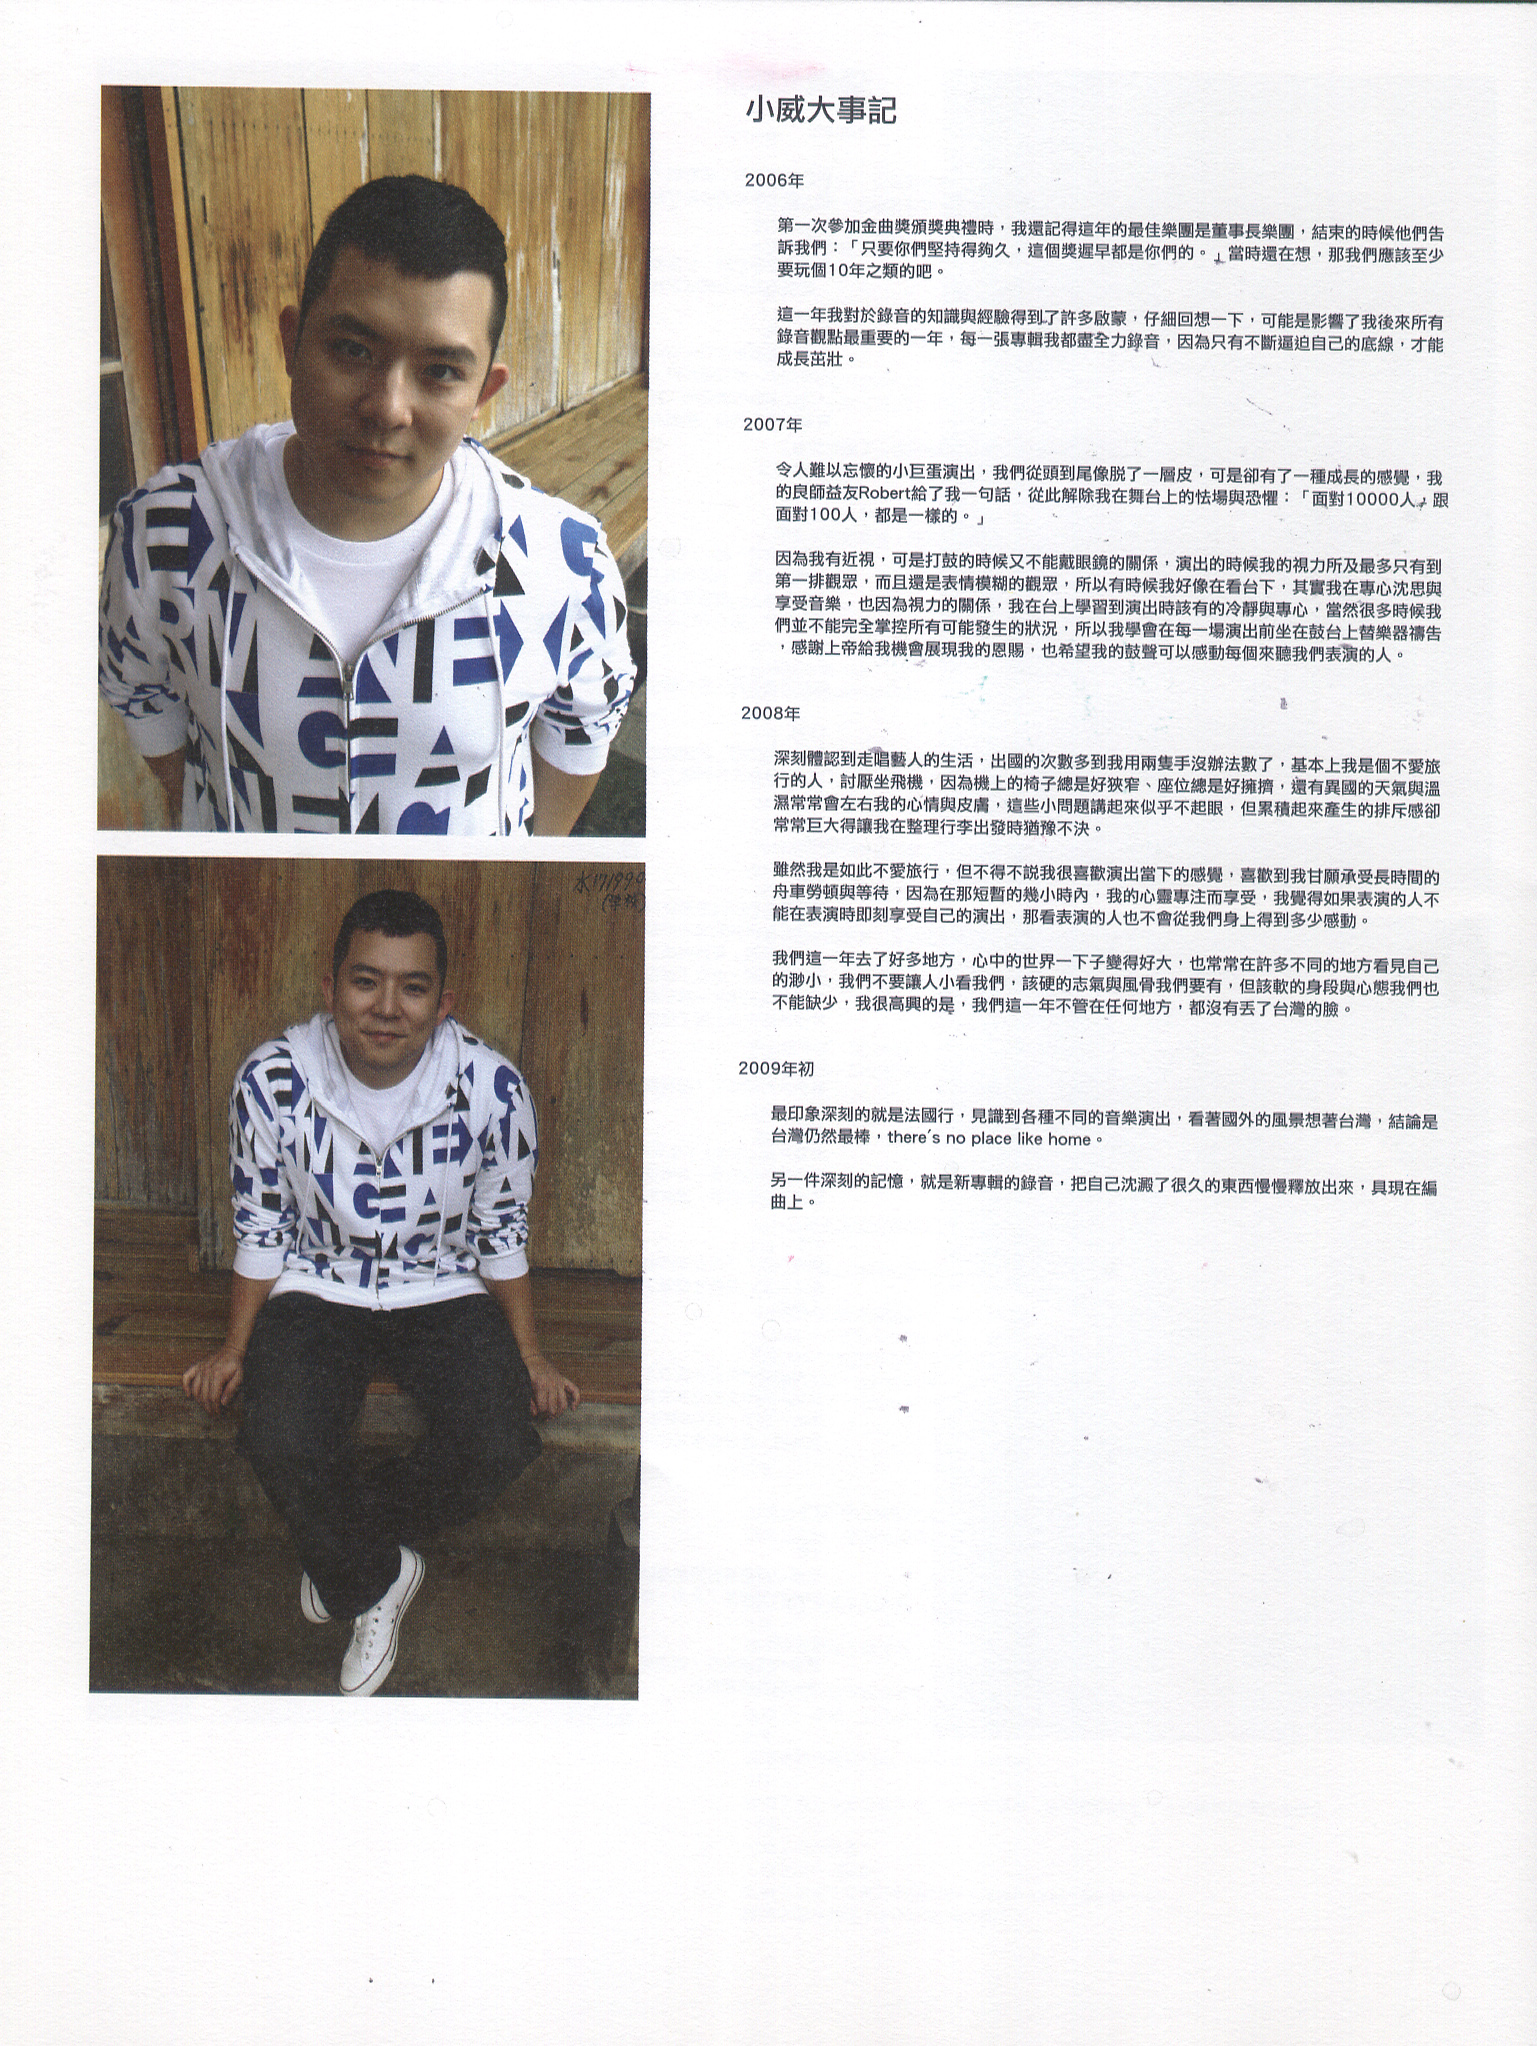 小威大事記
2006年
第一次參加金曲獎頒獎典禮時，我還記得這年的最佳樂團是董事長樂團，結束的時候他們告
訴我們：「只要你們堅持得夠久，這個獎遲早都是你們的。」當時還在想，那我們應該至少
要玩個10年之類的吧。
這一年我對於錄音的知識與經驗得到了許多啟蒙，仔細回想一下，可能是影響了我後來所有
錄音觀點最重要的一年，每一張專輯我都盡全力錄音，因為只有不斷逼迫自己的底線，才能
成長茁壯。
2007年
令人難以忘懷的小巨蛋演出，我們從頭到尾像脫了一層皮，可是卻有了一種成長的感覺，我
的良師益友Robert給了我一句話，從此解除我在舞台上的怯場與恐懼：「面對10000人，跟
面對100人，都是一樣的。」
因為我有近視，可是打鼓的時候又不能戴眼鏡的關係，演出的時候我的視力所及最多只有到
第一排觀眾，而且還是表情模糊的觀眾，所以有時候我好像在看台下，其實我在專心沈思與
享受音樂，也因為視力的關係，我在台上學習到演出時該有的冷靜與專心，當然很多時候我
們並不能完全掌控所有可能發生的狀況，所以我學會在每一場演出前坐在鼓台上替樂器禱告
，感謝上帝給我機會展現我的恩賜，也希望我的鼓聲可以感動每個來聽我們表演的人。
2008年
深刻體認到走唱藝人的生活，出國的次數多到我用兩隻手沒辦法數了，基本上我是個不愛旅
行的人，討厭坐飛機，因為機上的椅子總是好狹窄、座位總是好擁擠，還有異國的天氣與溫
濕常常會左右我的心情與皮膚，這些小問題講起來似乎不起眼，但累積起來產生的排斥感卻
常常巨大得讓我在整理行李出發時猶豫不決。
雖然我是如此不愛旅行，但不得不說我很喜歡演出當下的感覺，喜歡到我甘願承受長時間的
舟車勞頓與等待，因為在那短暫的幾小時內，我的心靈專注而享受，我覺得如果表演的人不
能在表演時即刻享受自己的演出，那看表演的人也不會從我們身上得到多少感動。
我們這一年去了好多地方，心中的世界一下子變得好大，也常常在許多不同的地方看見自己
的渺小，我們不要讓人小看我們，該硬的志氣與風骨我們要有，但該軟的身段與心態我們也
不能缺少，我很高興的是，我們這一年不管在任何地方，都沒有丟了台灣的臉。
2009年初
最印象深刻的就是法國行，見識到各種不同的音樂演出，看著國外的風景想著台灣，結論是
台灣仍然最棒，there's no place like home。
另一件深刻的記憶，就是新專輯的錄音，把自己沈澱了很久的東西慢慢釋放出來，具現在編
曲上。